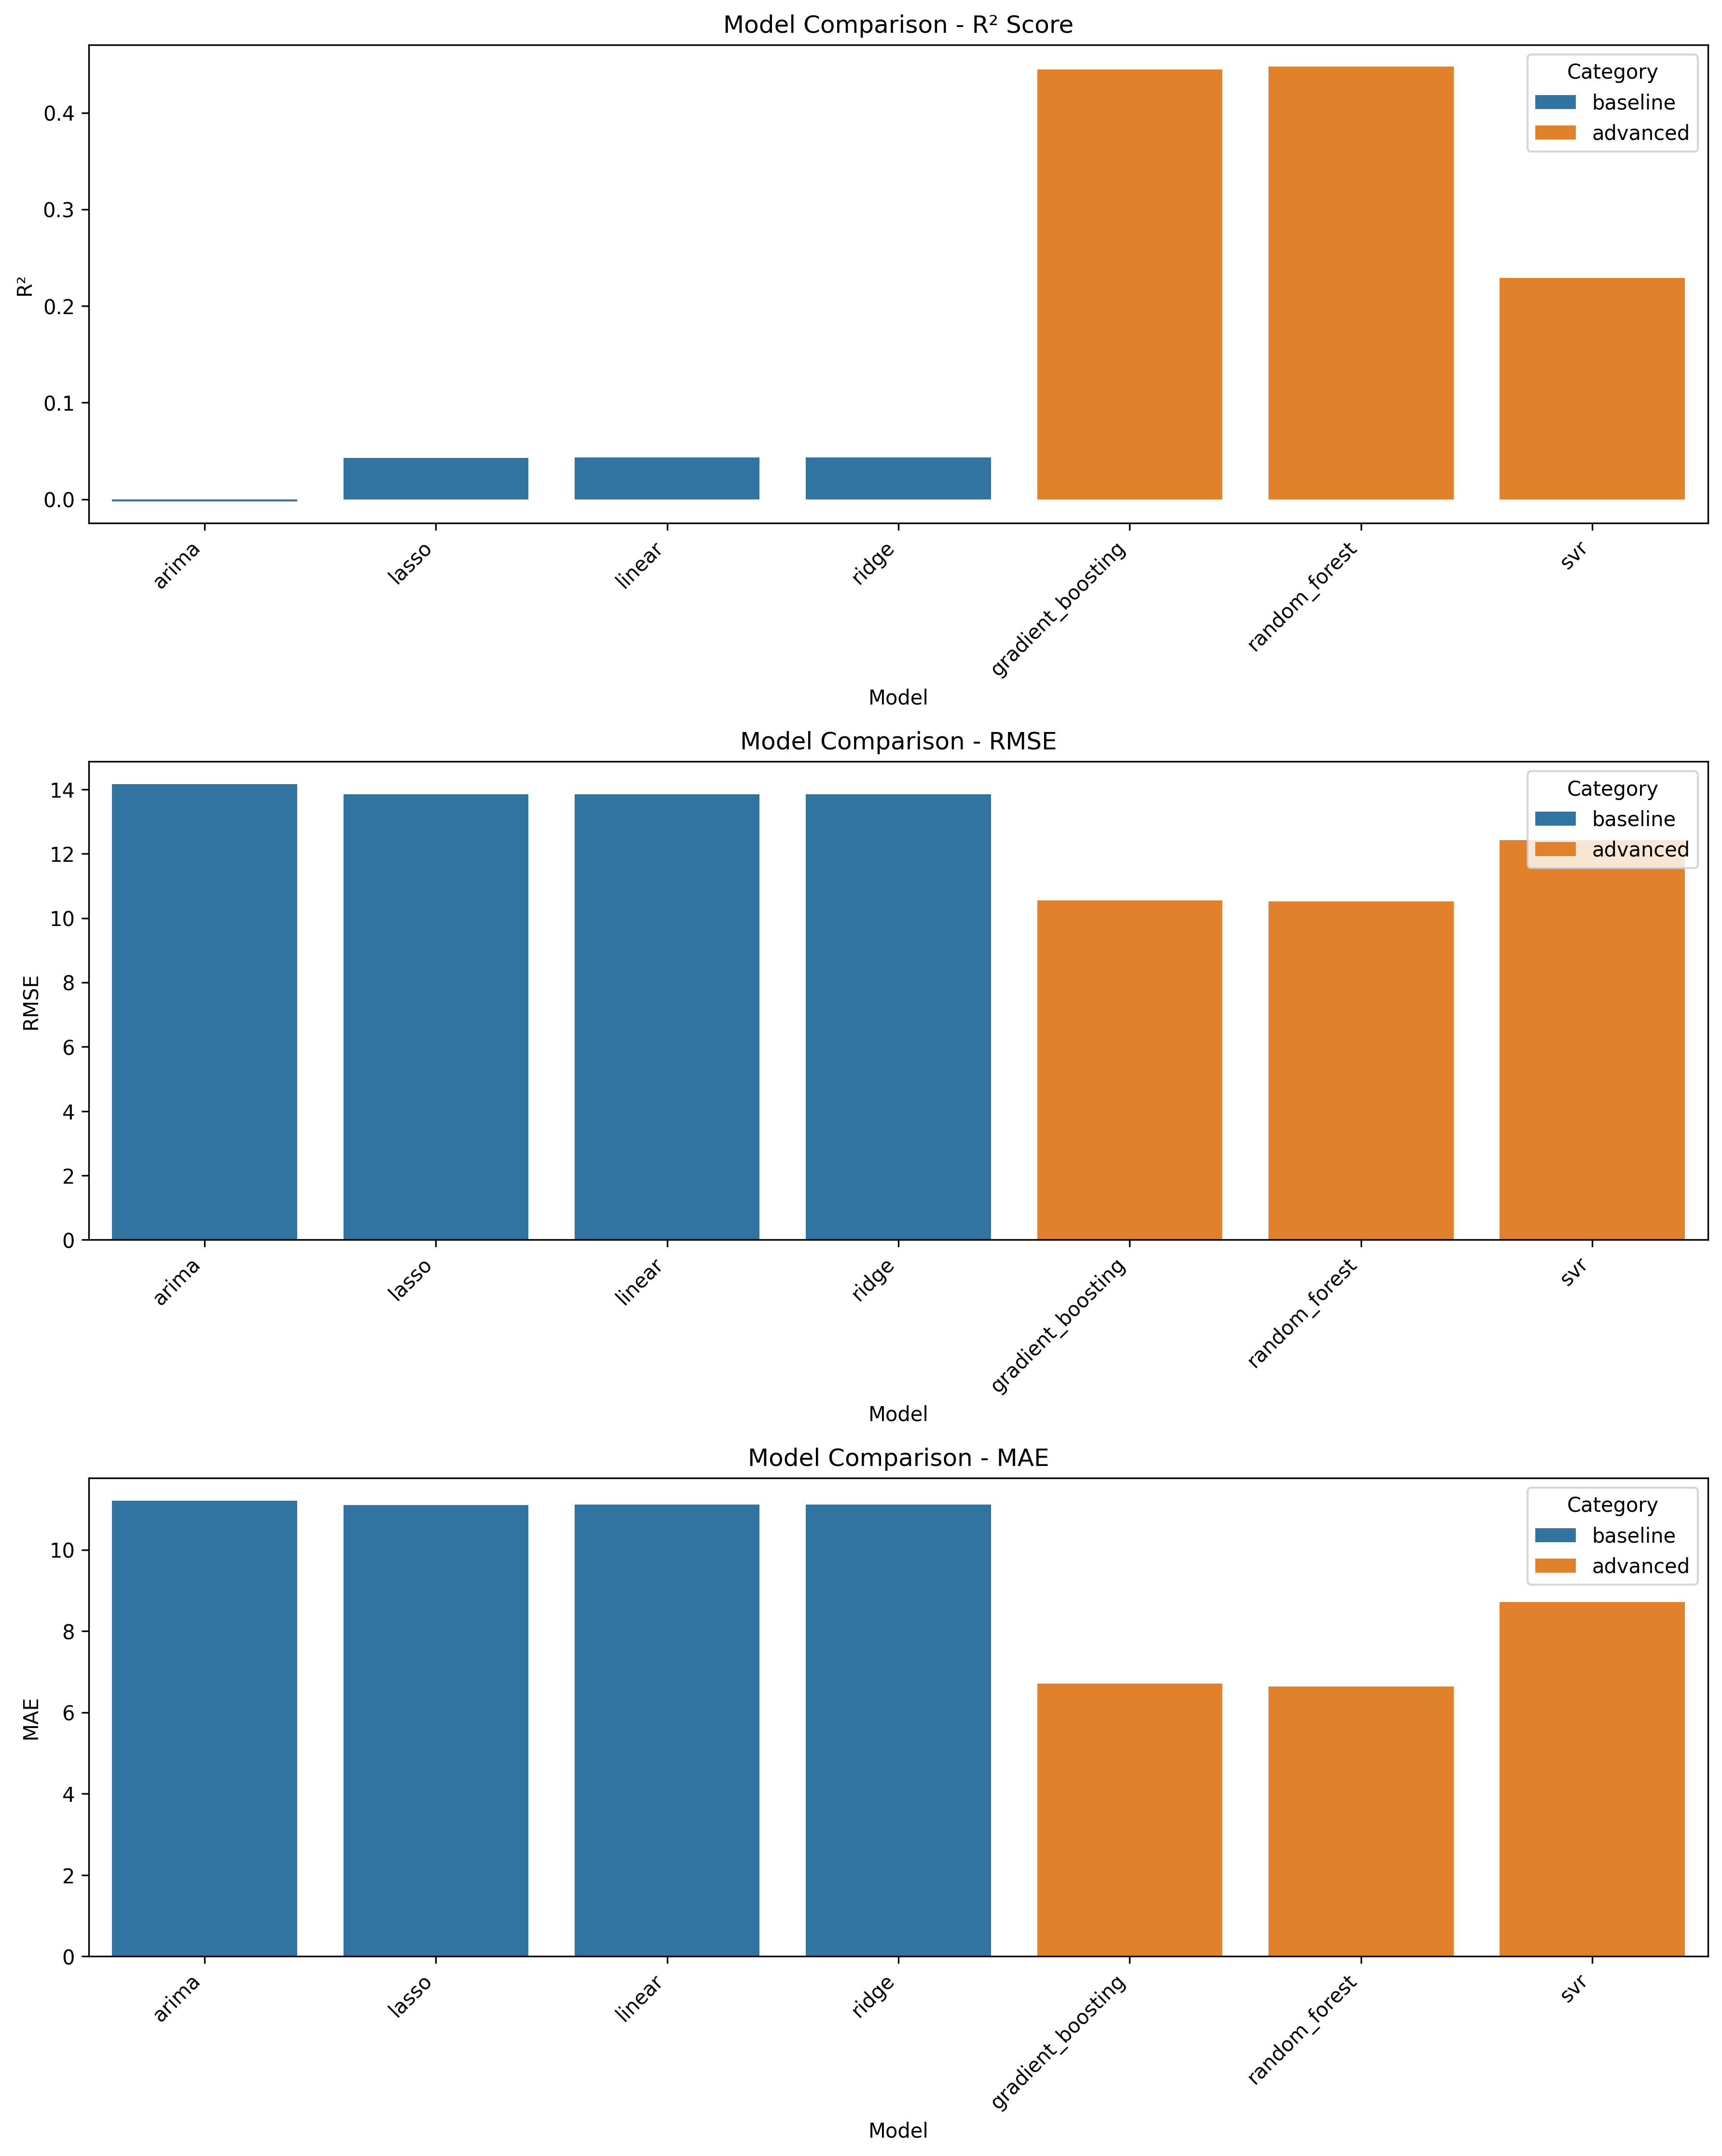 Model Comparison - R² Score
Category
baseline
advanced
0.4
0.3
0.2
0.1
0.0
R²
arima
lasso
linear
ridge
gradient_boosting
random_forest
svr
Model
Model Comparison - RMSE
Category
baseline
advanced
14
12
10
8
6
4
2
0
RMSE
arima
lasso
linear
ridge
gradient_boosting
random_forest
svr
Model
Model Comparison - MAE
Category
baseline
advanced
10
8
6
4
2
0
MAE
arima
lasso
linear
ridge
gradient_boosting
random_forest
svr
Model